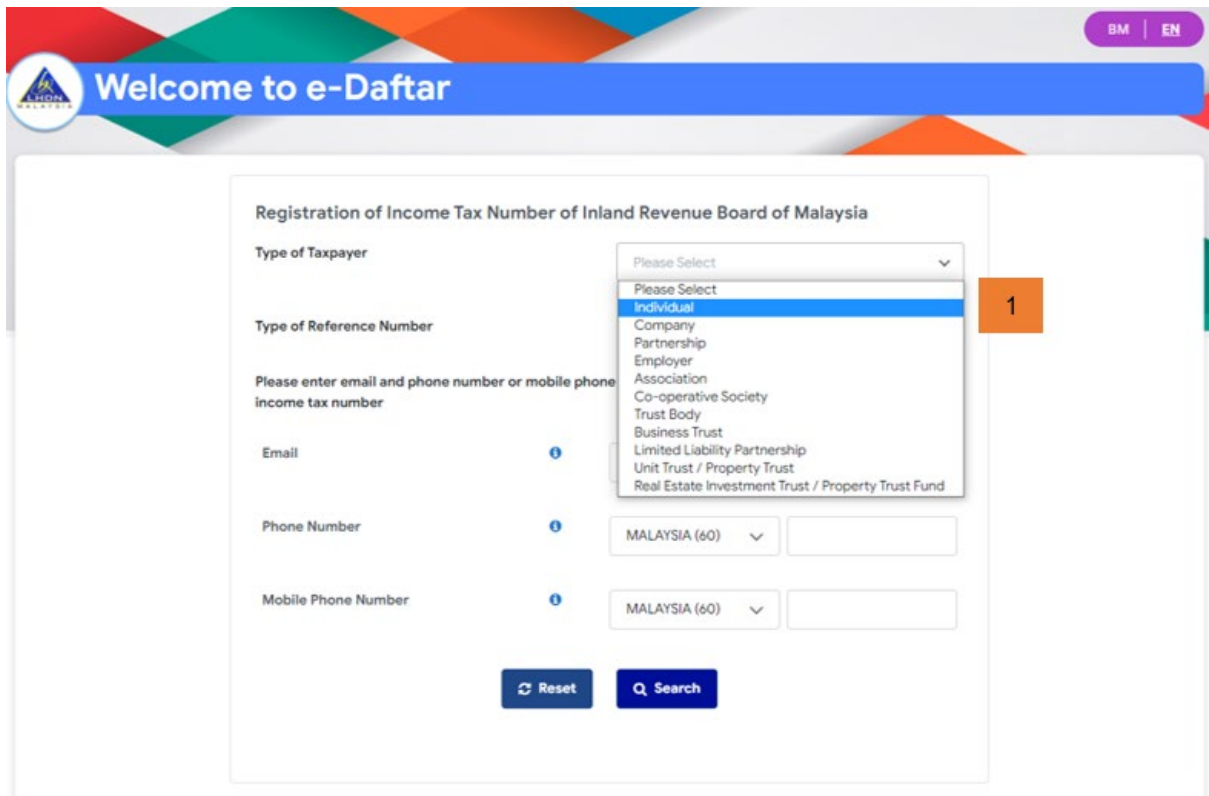 BM | EN
LHDN
MALAYSIA
Welcome to e-Daftar
Registration of Income Tax Number of Inland Revenue Board of Malaysia
Type of Taxpayer
Please Select
Please Select
Individual
1
Company
Type of Reference Number
Partnership
Employer
Please enter email and phone number or mobile phone
Association
income tax number
Co-operative Society
Trust Body
Business Trust
Email
Limited Liability Partnership
Unit Trust / Property Trust
Real Estate Investment Trust / Property Trust Fund
Phone Number
MALAYSIA (60)
Mobile Phone Number
MALAYSIA (60)
Reset
Search